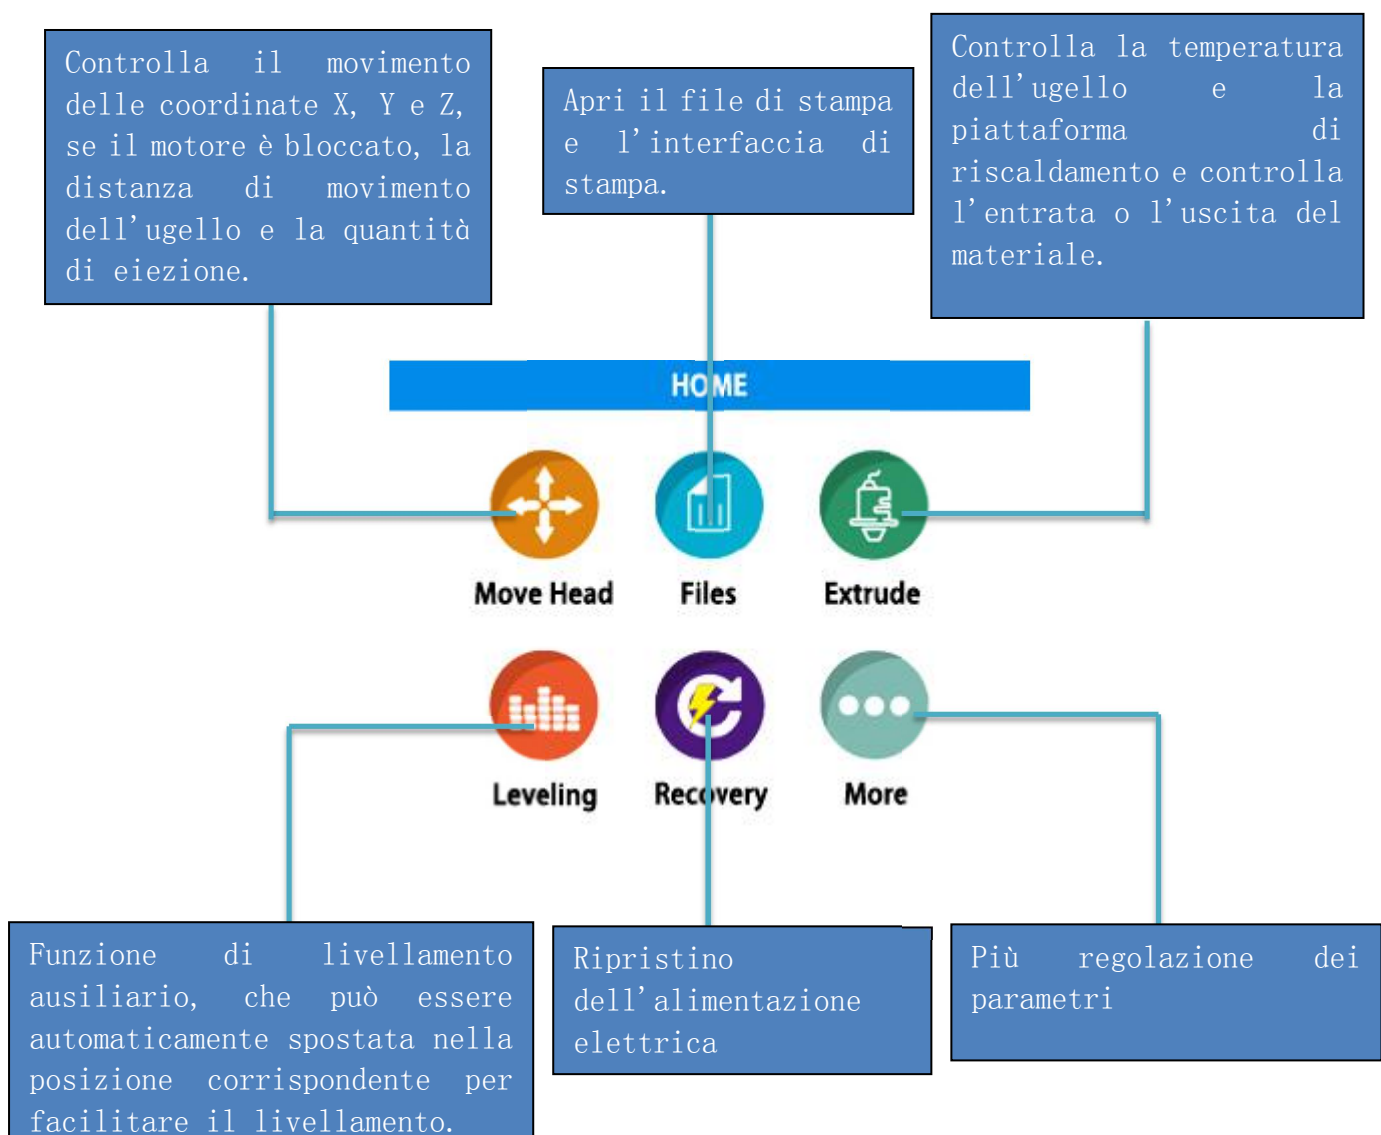 Controlla il movimento
delle coordinate X, Y e Z,
se il motore è bloccato, la
distanza di movimento
dell'ugello e la quantità
di eiezione.
Apri il file di stampa
e l'interfaccia di
stampa.
Controlla la temperatura
dell'ugello e la
piattaforma di
riscaldamento e controlla
l'entrata o l'uscita del
materiale.
HOME
Move Head
Files
Extrude
Leveling
Recovery
More
Funzione di livellamento
ausiliario, che può essere
automaticamente spostata nella
posizione corrispondente per
facilitare il livellamento.
Ripristino
dell'alimentazione
elettrica
Più regolazione dei
parametri